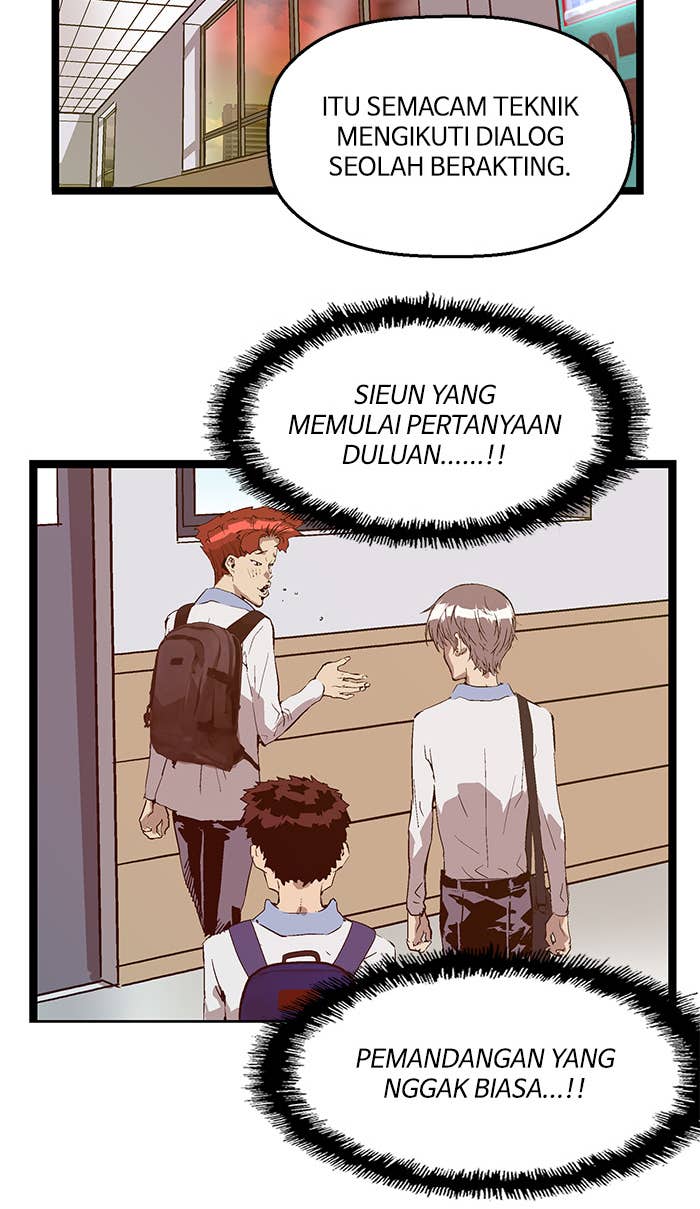 ITU SEMACAM TEKNIK
MENGIKUTI DIALOG
SEOLAH BERAKTING.
SIEUN YANG
MEMULAI PERTANYAAN
DULUAN......!!
PEMANDANGAN YANG
NGGAK BIASA...!!